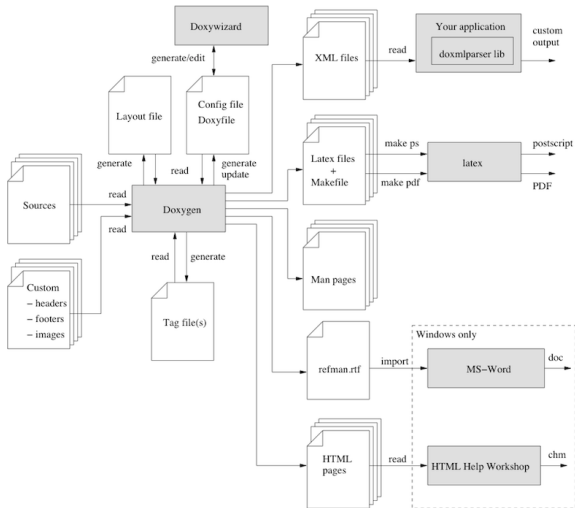 Doxywizard
Your application
doxmlparser lib
custom
output
XML files
read
generate/edit
Layout file
Config file
Doxyfile
generate
read
generate
update
Latex files
+
Makefile
make ps
make pdf
latex
postscript
PDF
Sources
read
Doxygen
read
Custom
− headers
− footers
− images
read
generate
Tag file(s)
Man pages
Windows only
refman.rtf
import
MS−Word
doc
HTML
pages
read
HTML Help Workshop
chm